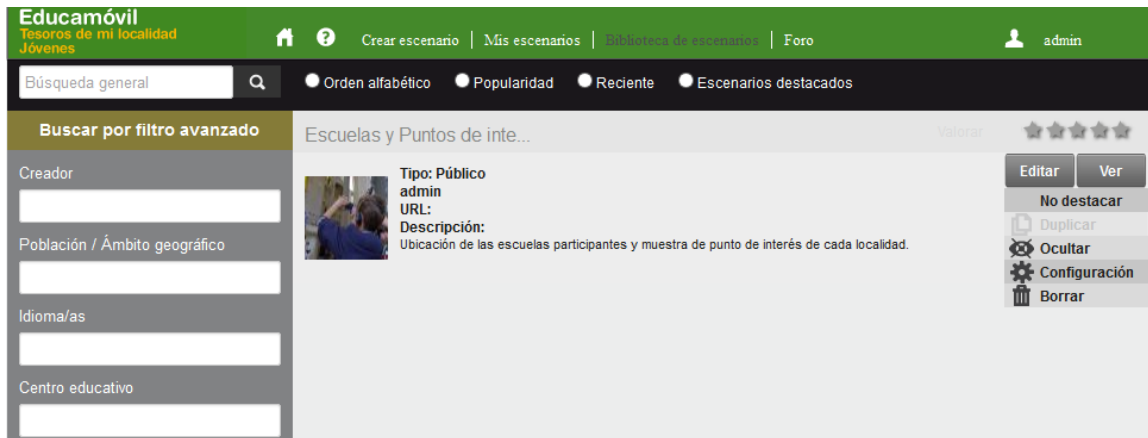 Educamóvil
Tesoros de mi localidad
Jóvenes
Crear escenario | Mis escenarios | Biblioteca de escenarios | Foro
admin
Búsqueda general
Orden alfabético Popularidad Reciente Escenarios destacados
Buscar por filtro avanzado
Creador
Población / Ámbito geográfico
Idioma/as
Centro educativo
Escuelas y Puntos de inte...
Valorar
Tipo: Público
admin
URL:
Descripción:
Ubicación de las escuelas participantes y muestra de punto de interés de cada localidad.
Editar Ver
No destacar
Duplicar
Ocultar
Configuración
Borrar